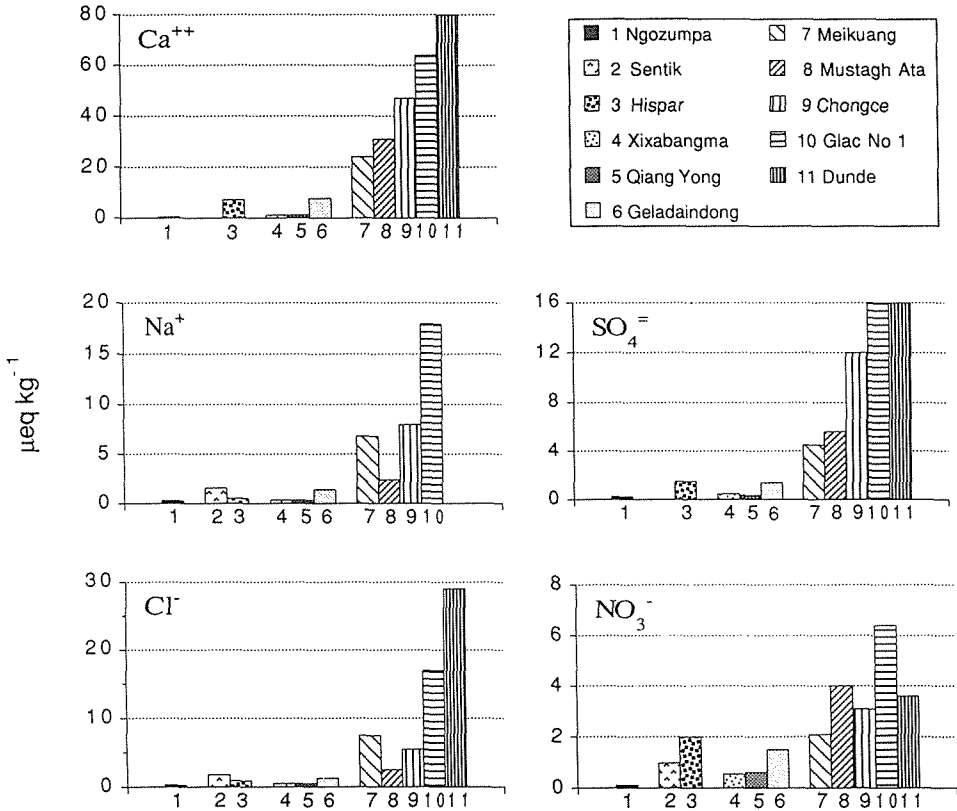 80
60
40
20
0
Ca++
1 3 4 5 6 7 8 9 10 11
1 Ngozumpa
2 Sentik
3 Hispar
4 Xixabangma
5 Qiang Yong
6 Geladaindong
7 Meikuang
8 Mustagh Ata
9 Chongce
10 Glac No 1
11 Dunde
µeq kg-1
20
15
10
5
0
Na+
1 2 3 4 5 6 7 8 9 10
16
12
8
4
0
SO4=
1 3 4 5 6 7 8 9 10 11
30
20
10
0
Cl-
1 2 3 4 5 6 7 8 9 10 11
8
6
4
2
0
NO3-
1 2 3 4 5 6 7 8 9 10 11